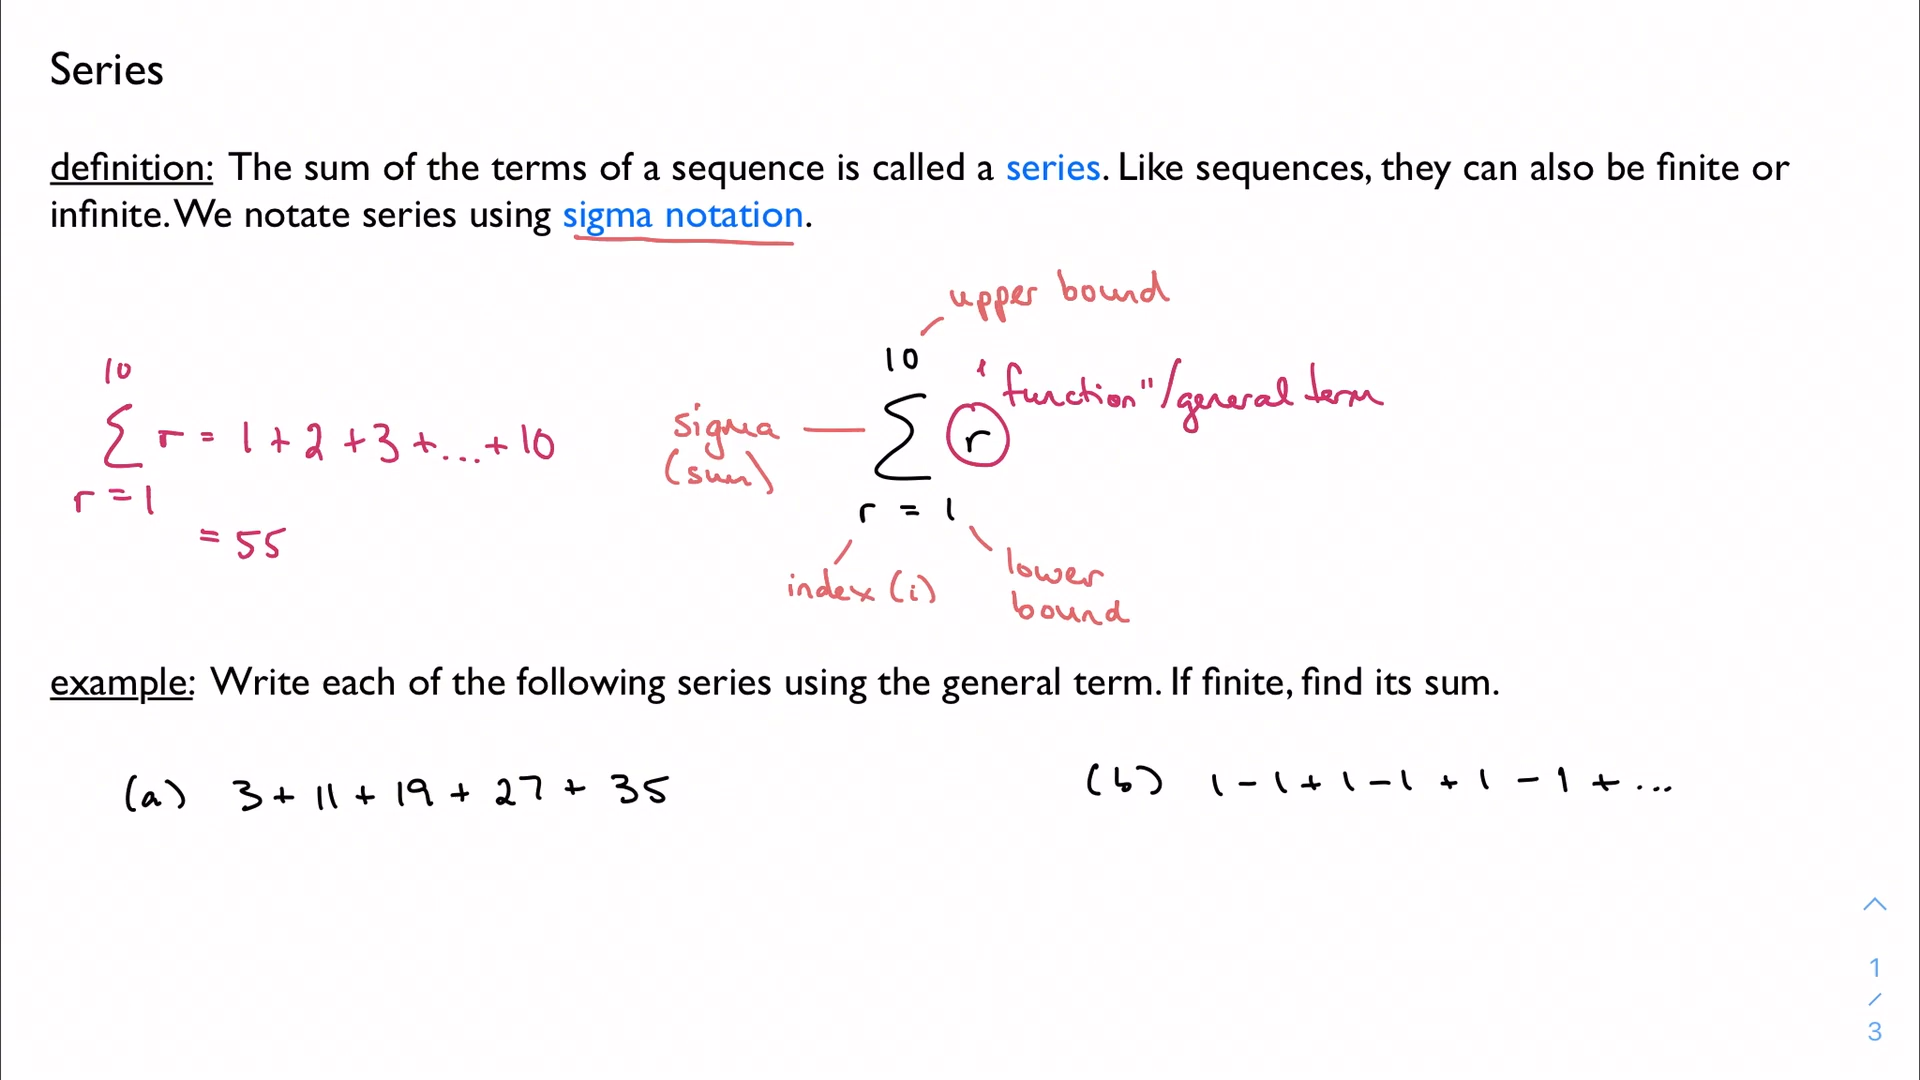 Series
definition: The sum of the terms of a sequence is called a series. Like sequences, they can also be finite or
infinite. We notate series using sigma notation.
10
∑ r = 1 + 2 + 3 + ... + 10
r = 1
= 55
upper bound
10
"function"/general term
sigma
(sum)
∑ r
r = 1
index (i)
lower
bound
example: Write each of the following series using the general term. If finite, find its sum.
(a) 3 + 11 + 19 + 27 + 35
(b) 1 - 1 + 1 - 1 + 1 - 1 + ...
1
/
3